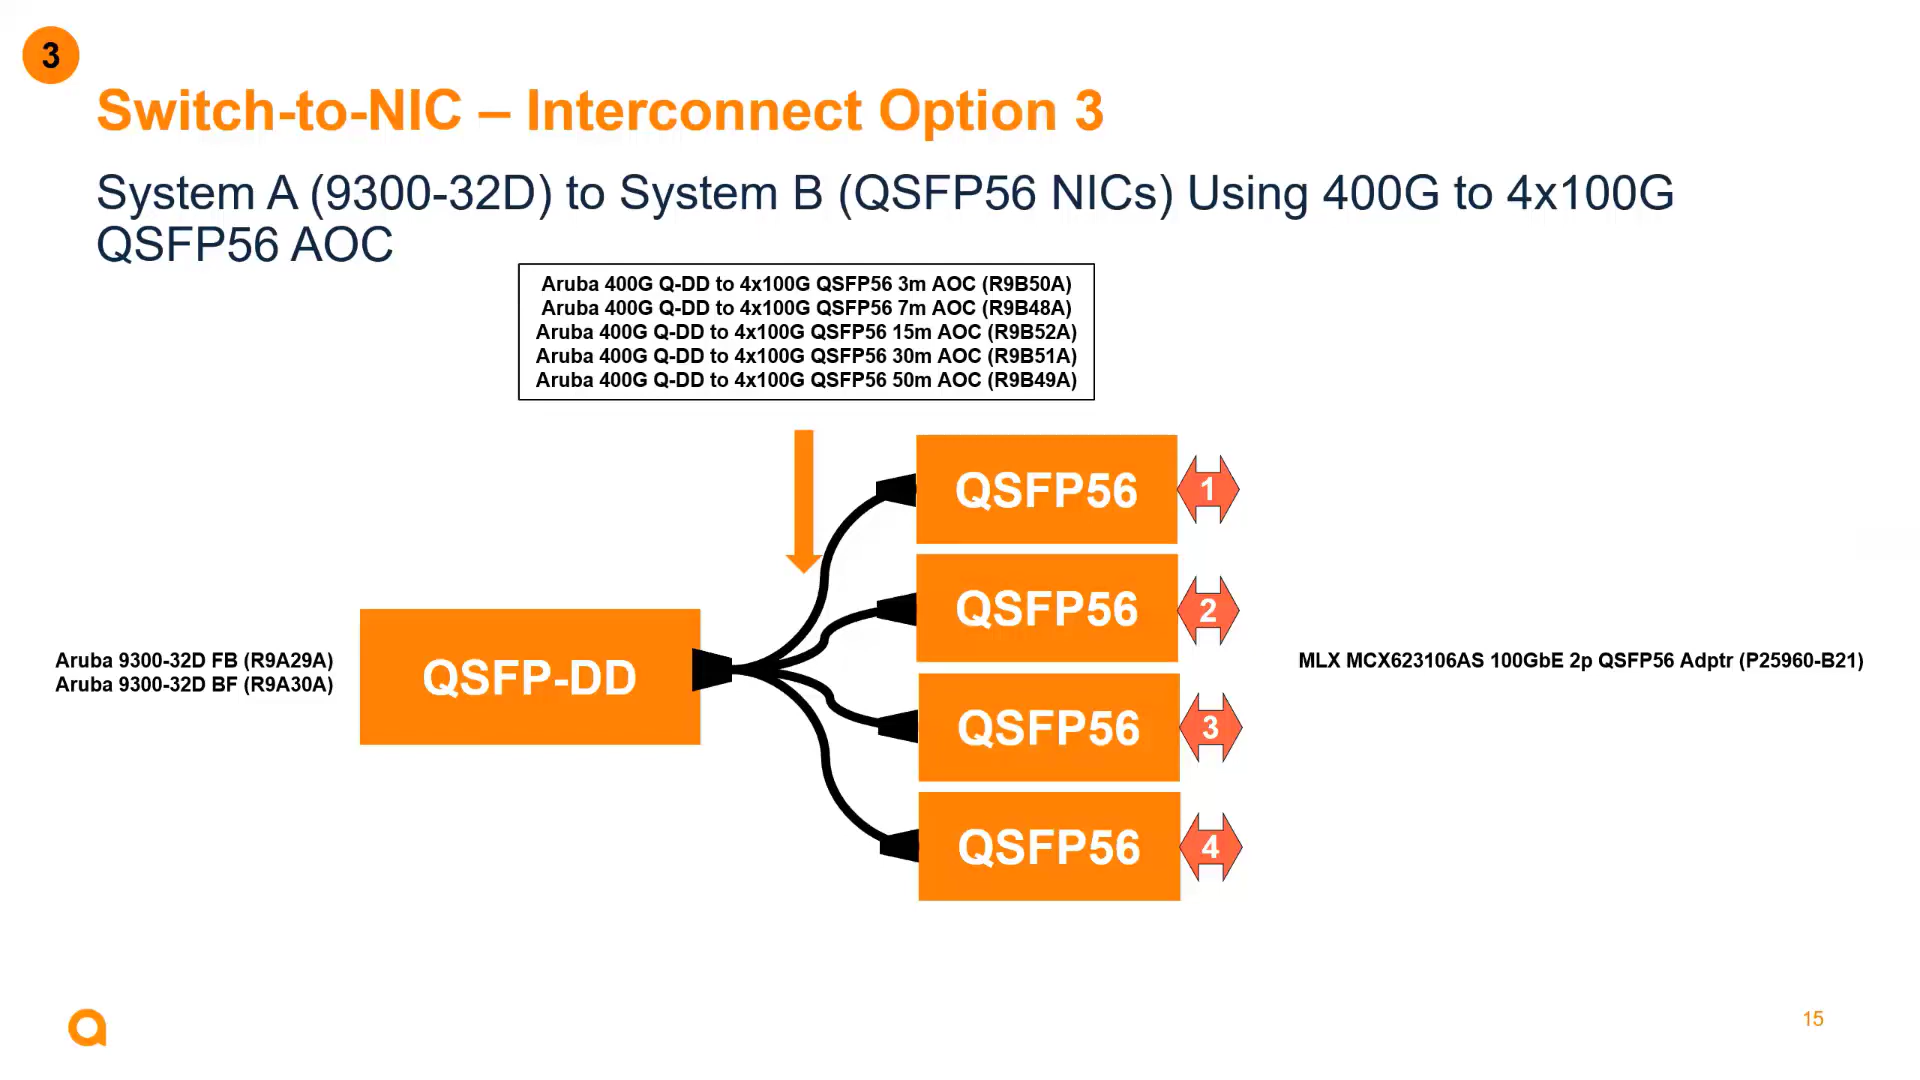 3
Switch-to-NIC – Interconnect Option 3
System A (9300-32D) to System B (QSFP56 NICs) Using 400G to 4x100G
QSFP56 AOC
Aruba 400G Q-DD to 4x100G QSFP56 3m AOC (R9B50A)
Aruba 400G Q-DD to 4x100G QSFP56 7m AOC (R9B48A)
Aruba 400G Q-DD to 4x100G QSFP56 15m AOC (R9B52A)
Aruba 400G Q-DD to 4x100G QSFP56 30m AOC (R9B51A)
Aruba 400G Q-DD to 4x100G QSFP56 50m AOC (R9B49A)
Aruba 9300-32D FB (R9A29A)
Aruba 9300-32D BF (R9A30A)
QSFP-DD
QSFP56
1
QSFP56
2
QSFP56
3
QSFP56
4
MLX MCX623106AS 100GbE 2p QSFP56 Adptr (P25960-B21)
15